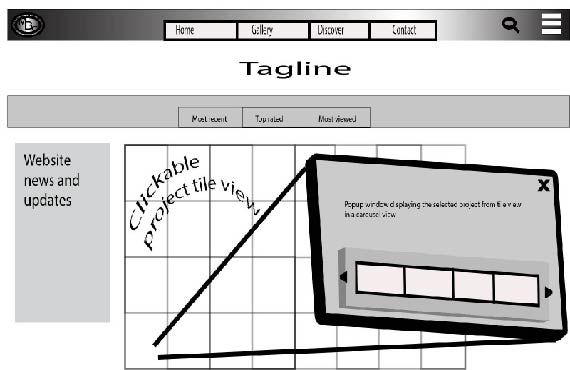 Home Gallery Discover Contact
Tagline
Most recent Top rated Most viewed
Website
news and
updates
Clickable
project tile view
X
Popup window displaying the selected project from tile view
in a carousel view